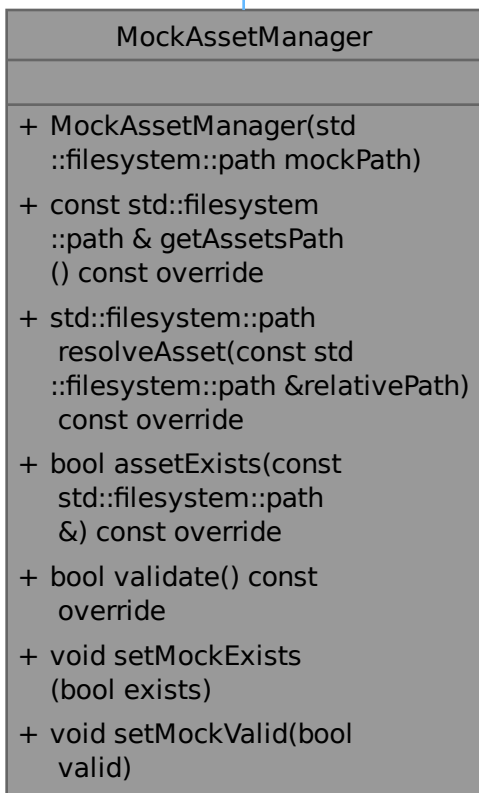 MockAssetManager
+ MockAssetManager(std
::filesystem::path mockPath)
+ const std::filesystem
::path & getAssetsPath
() const override
+ std::filesystem::path
resolveAsset(const std
::filesystem::path &relativePath)
const override
+ bool assetExists(const
std::filesystem::path
&) const override
+ bool validate() const
override
+ void setMockExists
(bool exists)
+ void setMockValid(bool
valid)